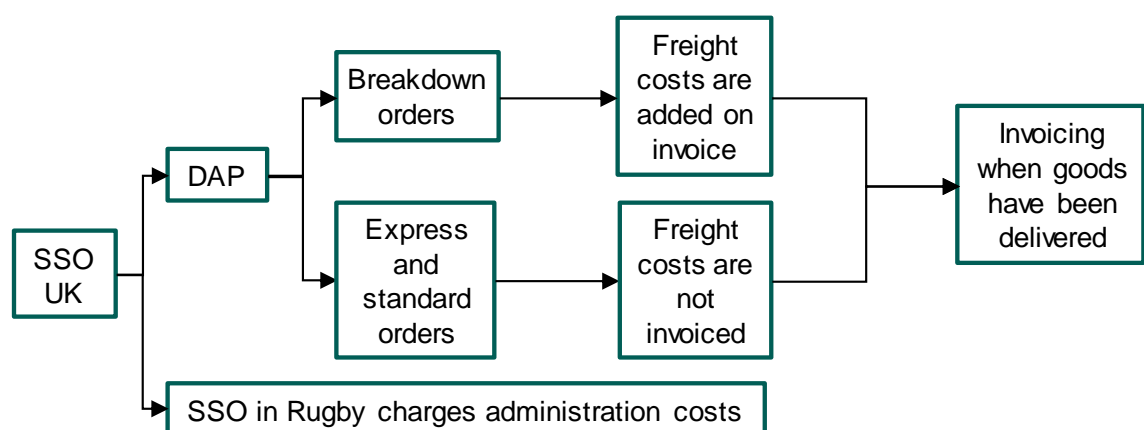 SSO
UK
DAP
Breakdown
orders
Freight
costs are
added on
invoice
Express
and
standard
orders
Freight
costs are
not
invoiced
Invoicing
when goods
have been
delivered
SSO in Rugby charges administration costs